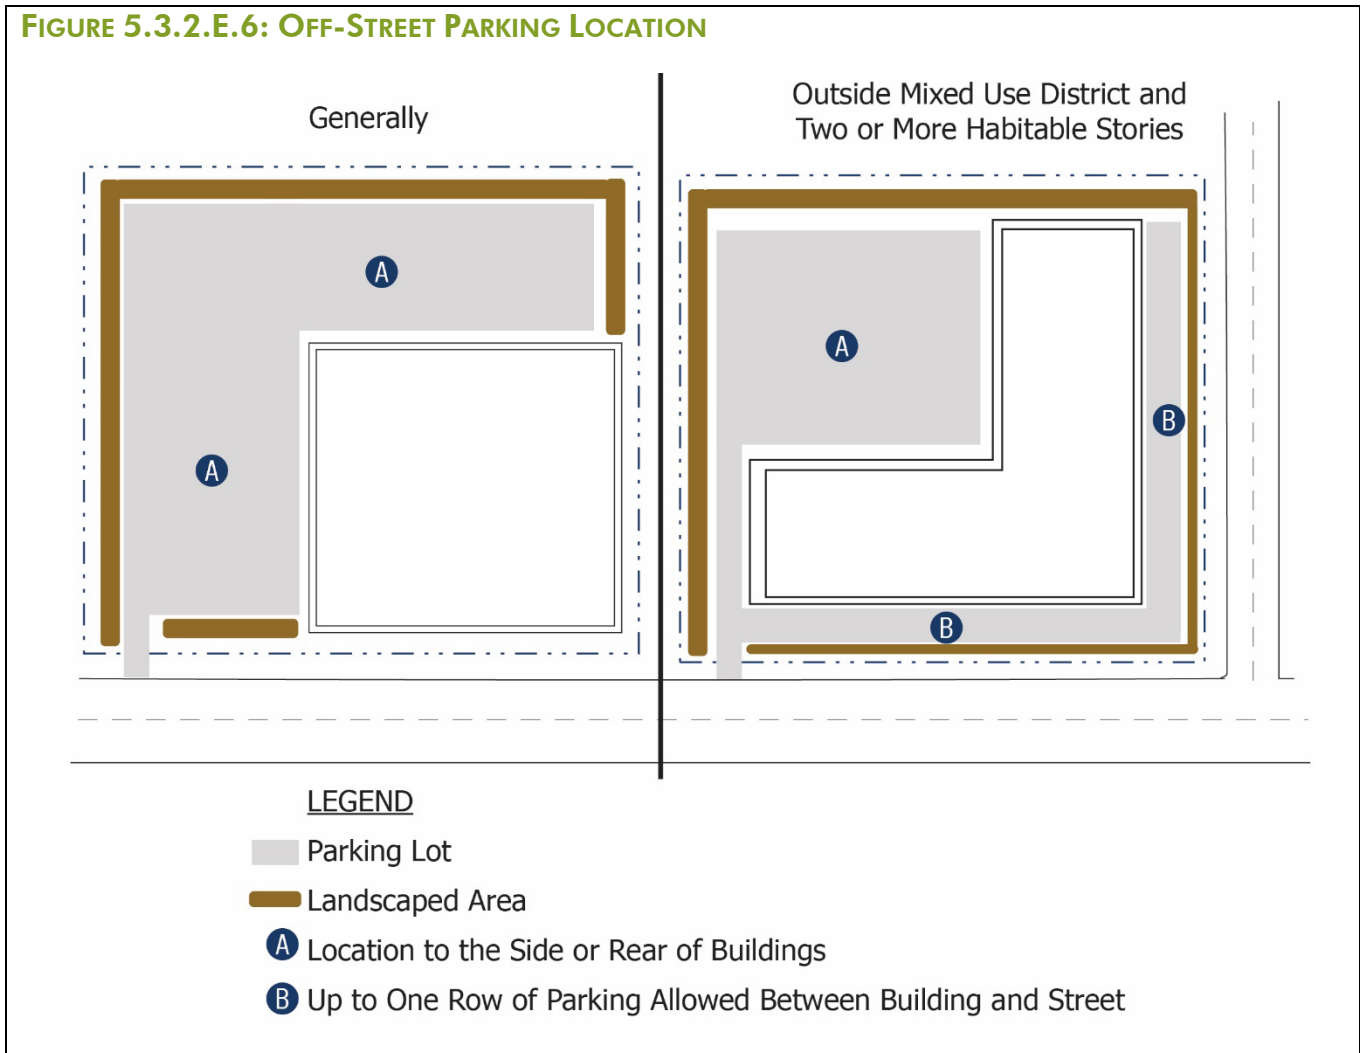 FIGURE 5.3.2.E.6: OFF-STREET PARKING LOCATION
Generally
Outside Mixed Use District and
Two or More Habitable Stories
A
A
A
B
B
LEGEND
Parking Lot
Landscaped Area
A Location to the Side or Rear of Buildings
B Up to One Row of Parking Allowed Between Building and Street